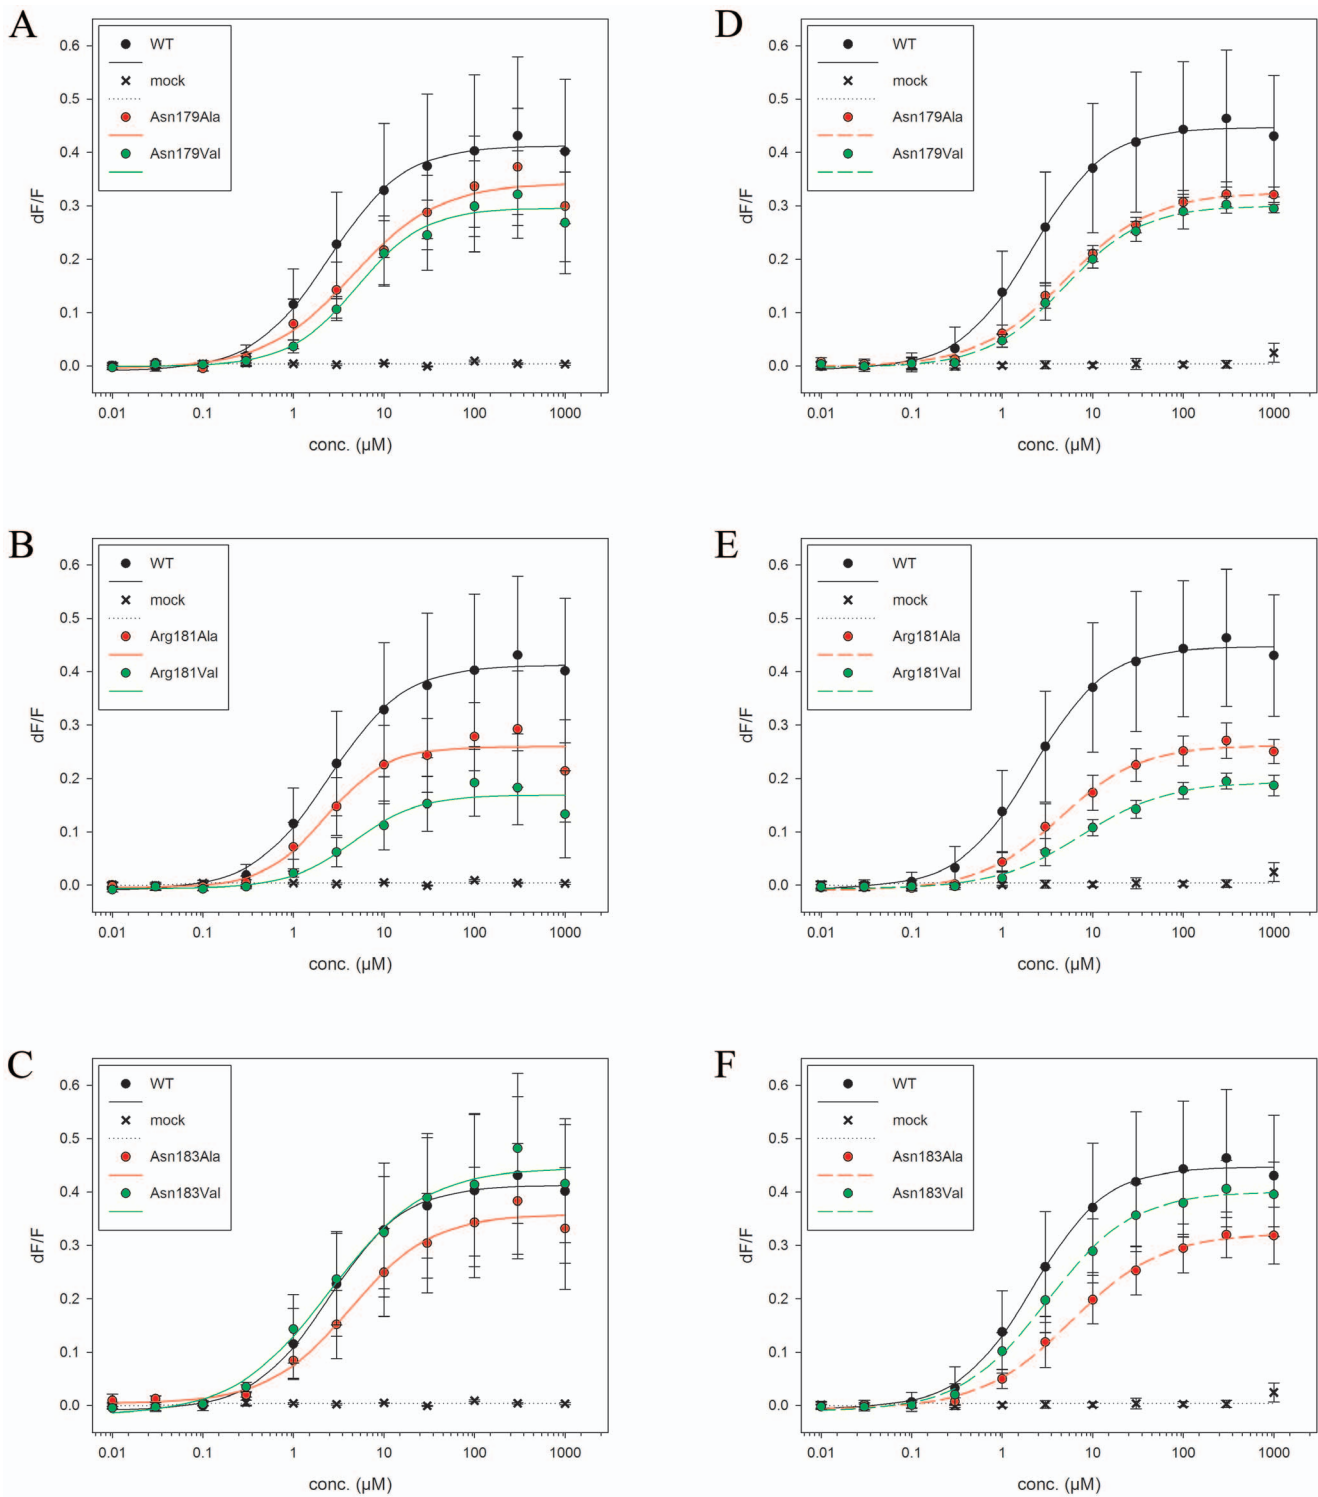 A
0.6
0.5
0.4
0.3
0.2
0.1
0.0
dF/F
WT
mock
Asn179Ala
Asn179Val
0.01 0.1 1 10 100 1000
conc. (µM)
D
0.6
0.5
0.4
0.3
0.2
0.1
0.0
dF/F
WT
mock
Asn179Ala
Asn179Val
0.01 0.1 1 10 100 1000
conc. (µM)
B
0.6
0.5
0.4
0.3
0.2
0.1
0.0
dF/F
WT
mock
Arg181Ala
Arg181Val
0.01 0.1 1 10 100 1000
conc. (µM)
E
0.6
0.5
0.4
0.3
0.2
0.1
0.0
dF/F
WT
mock
Arg181Ala
Arg181Val
0.01 0.1 1 10 100 1000
conc. (µM)
C
0.6
0.5
0.4
0.3
0.2
0.1
0.0
dF/F
WT
mock
Asn183Ala
Asn183Val
0.01 0.1 1 10 100 1000
conc. (µM)
F
0.6
0.5
0.4
0.3
0.2
0.1
0.0
dF/F
WT
mock
Asn183Ala
Asn183Val
0.01 0.1 1 10 100 1000
conc. (µM)